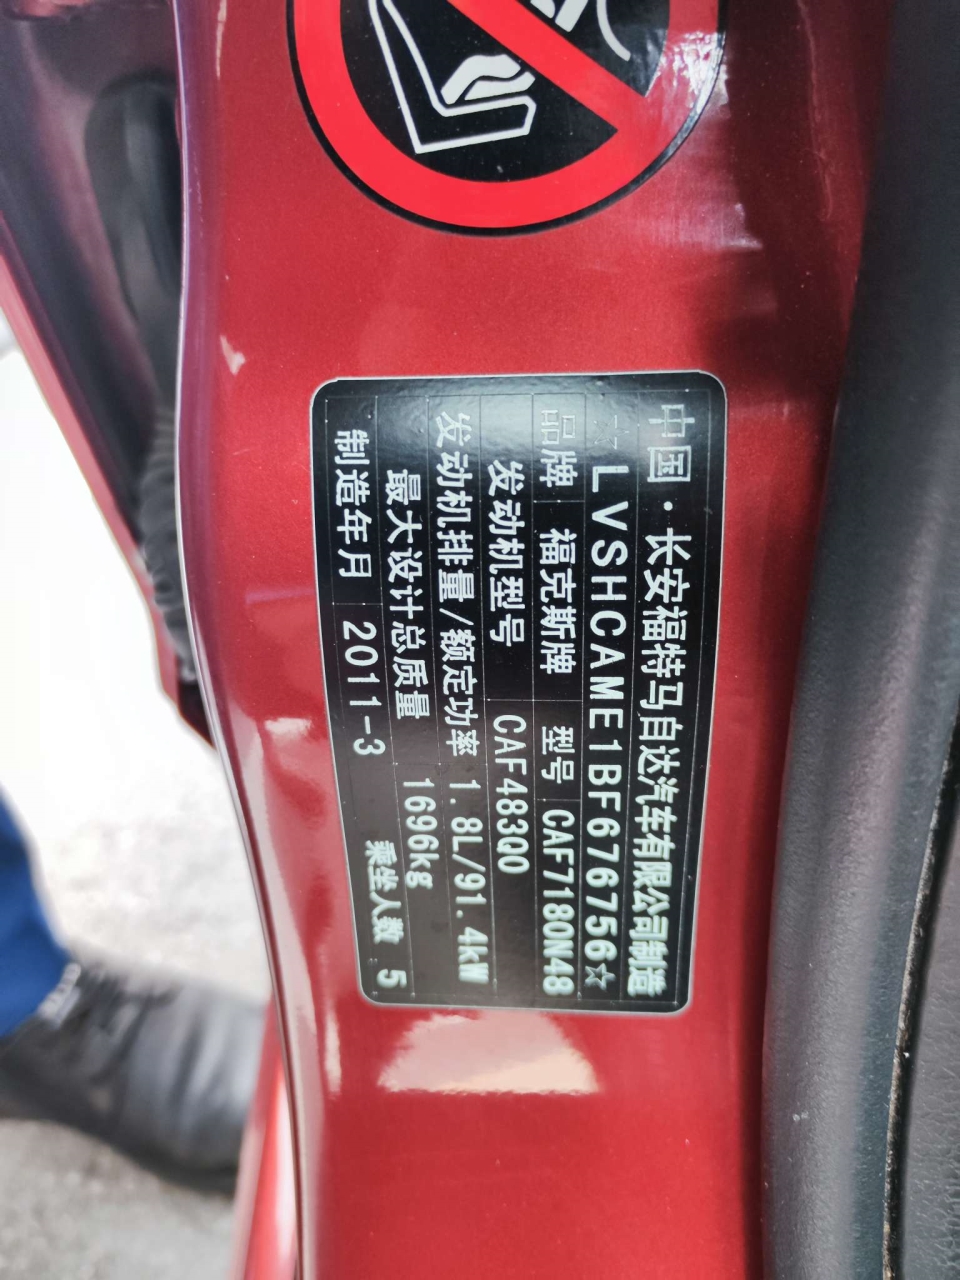 中国·长安福特马自达汽车有限公司制造
☆LVSHCAME1BF676756☆
品牌 福克斯牌 型号 CAF7180N48
发动机型号 CAF483Q0
发动机排量/额定功率 1.8L/91.4kW
最大设计总质量 1696kg
制造年月 2011-3 乘坐人数 5